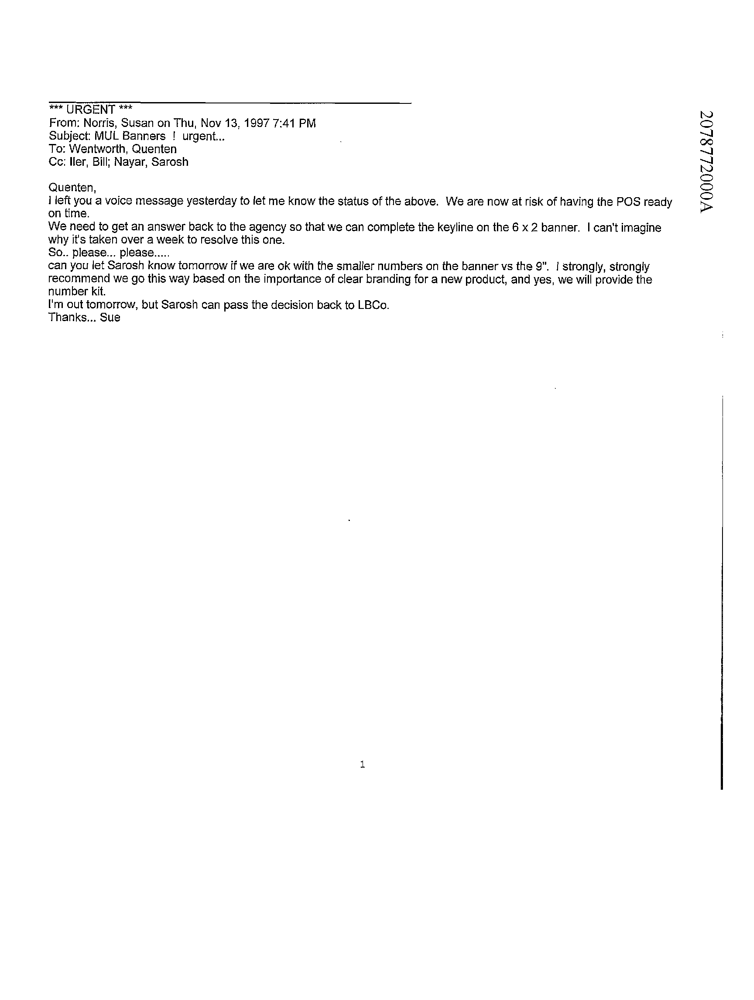 *** URGENT ***
From: Norris, Susan on Thu, Nov 13, 1997 7:41 PM
Subject: MUL Banners ! urgent...
To: Wentworth, Quenten
Cc: Iler, Bill; Nayar, Sarosh
Quenten,
I left you a voice message yesterday to let me know the status of the above. We are now at risk of having the POS ready
on time.
We need to get an answer back to the agency so that we can complete the keyline on the 6 x 2 banner. I can't imagine
why it's taken over a week to resolve this one.
So.. please... please.....
can you let Sarosh know tomorrow if we are ok with the smaller numbers on the banner vs the 9". I strongly, strongly
recommend we go this way based on the importance of clear branding for a new product, and yes, we will provide the
number kit.
I'm out tomorrow, but Sarosh can pass the decision back to LBCo.
Thanks... Sue
2078772000A
1